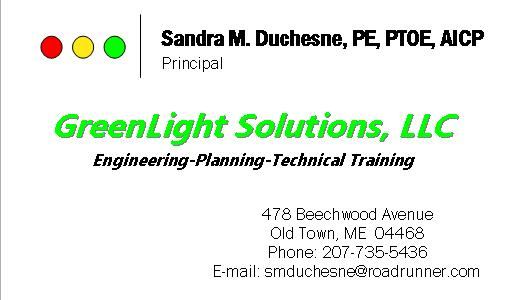 Sandra M. Duchesne, PE, PTOE, AICP
Principal
GreenLight Solutions, LLC
Engineering-Planning-Technical Training
478 Beechwood Avenue
Old Town, ME 04468
Phone: 207-735-5436
E-mail: smduchesne@roadrunner.com